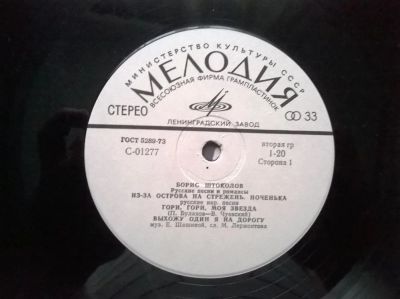 МИНИСТЕРСТВО КУЛЬТУРЫ СССР
МЕЛОДИЯ
ВСЕСОЮЗНАЯ ФИРМА ГРАМПЛАСТИНОК
СТЕРЕО
33
ЛЕНИНГРАДСКИЙ ЗАВОД
ГОСТ 5289-73
С-01277
вторая гр
1-20
Сторона 1
БОРИС ШТОКОЛОВ
Русские песни и романсы
ИЗ-ЗА ОСТРОВА НА СТРЕЖЕНЬ, НОЧЕНЬКА
русские нар. песни
ГОРИ, ГОРИ, МОЯ ЗВЕЗДА
(П. Булахов—В. Чуевский)
ВЫХОЖУ ОДИН Я НА ДОРОГУ
муз. Е. Шашиной, сл. М. Лермонтова